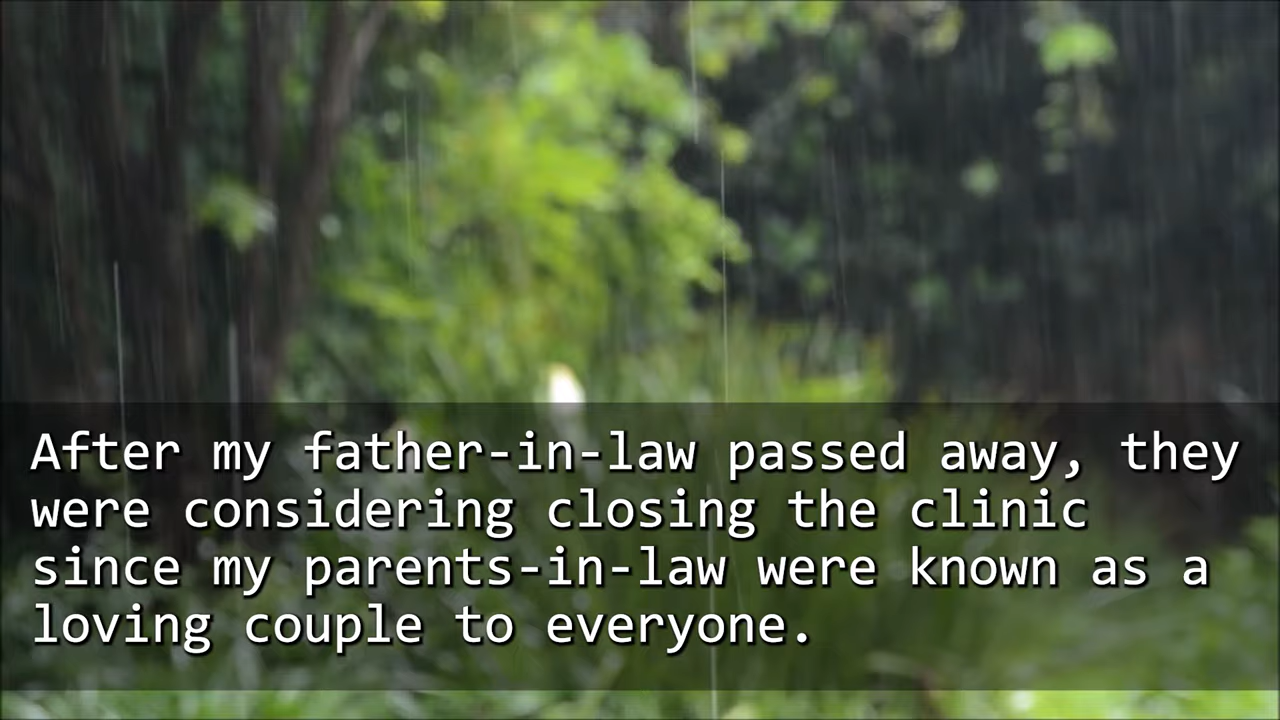 After my father-in-law passed away, they
were considering closing the clinic
since my parents-in-law were known as a
loving couple to everyone.